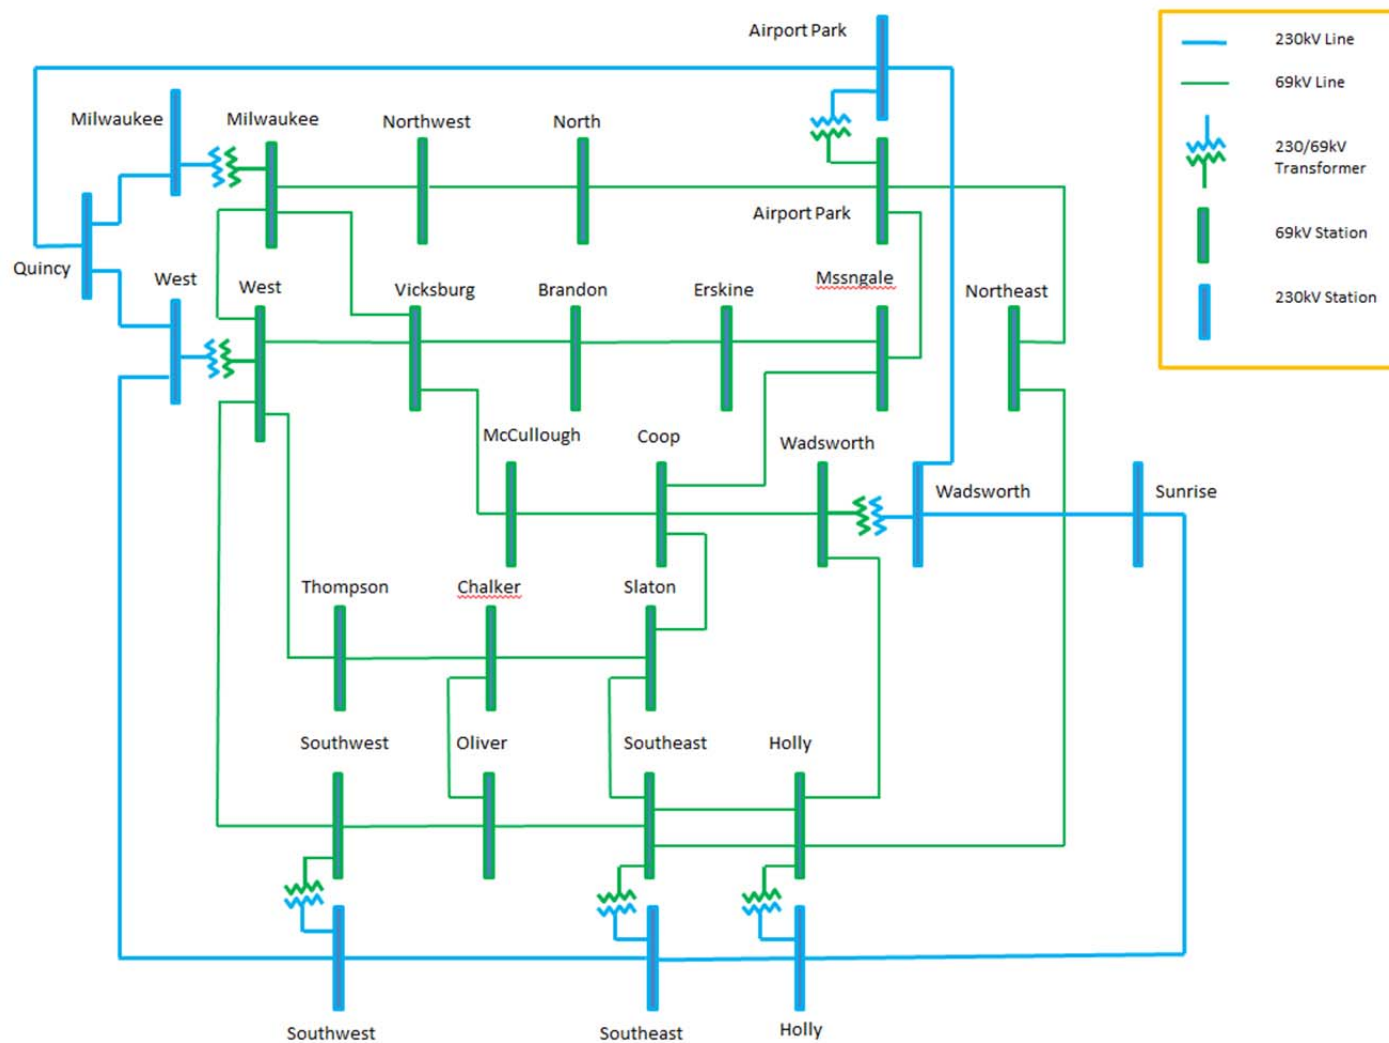 Airport Park
230kV Line
69kV Line
Milwaukee
Milwaukee
Northwest
North
230/69kV
Transformer
Airport Park
69kV Station
Quincy
West
West
Vicksburg
Brandon
Erskine
Mssngale
Northeast
230kV Station
McCullough
Coop
Wadsworth
Wadsworth
Sunrise
Thompson
Chalker
Slaton
Southwest
Oliver
Southeast
Holly
Southwest
Southeast
Holly